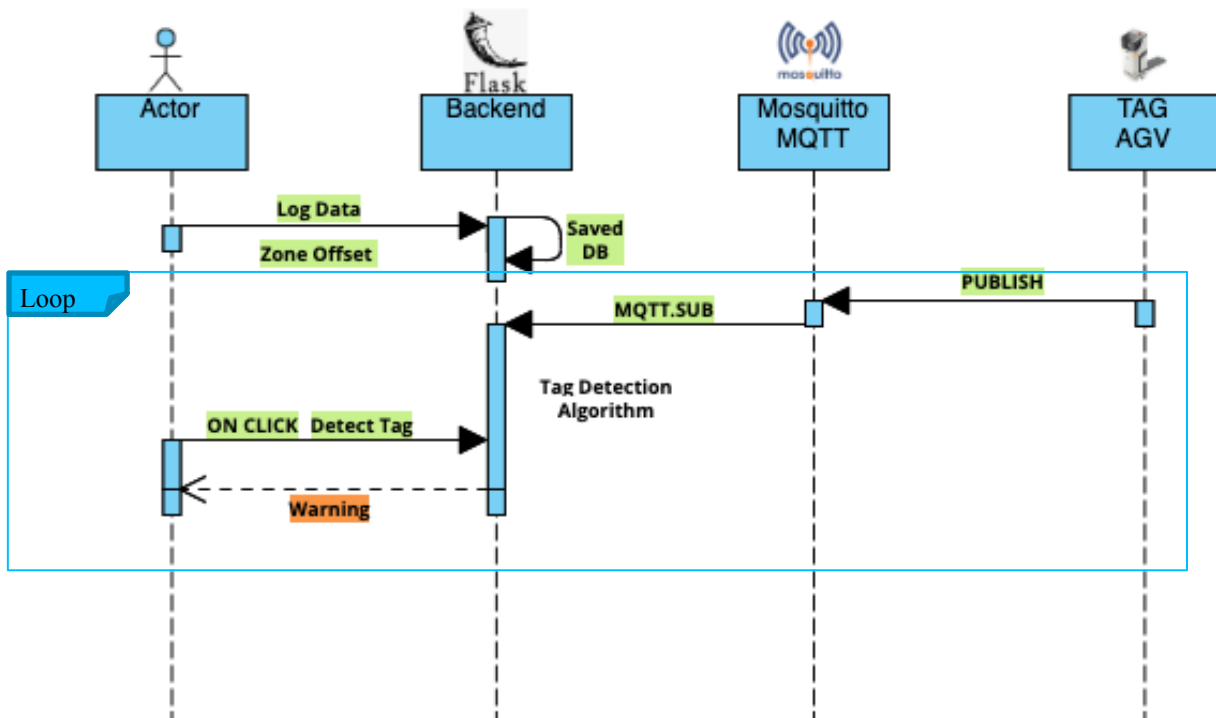 Flask
mosquitto
Actor
Backend
Mosquitto
MQTT
TAG
AGV
Log Data
Zone Offset
Saved
DB
Loop
PUBLISH
MQTT.SUB
Tag Detection
Algorithm
ON CLICK Detect Tag
Warning